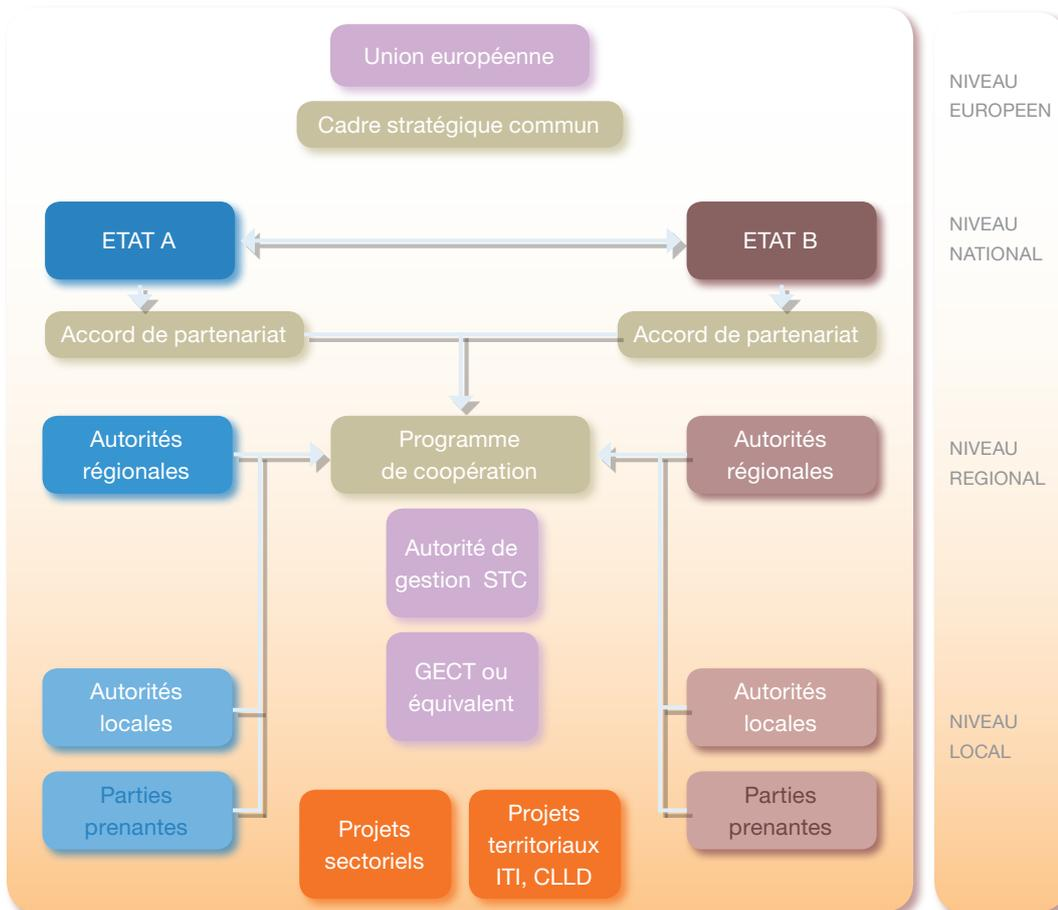 Union européenne
Cadre stratégique commun
NIVEAU
EUROPEEN
ETAT A
ETAT B
NIVEAU
NATIONAL
Accord de partenariat
Accord de partenariat
Autorités
régionales
Programme
de coopération
Autorités
régionales
NIVEAU
REGIONAL
Autorité de
gestion STC
GECT ou
équivalent
Autorités
locales
Autorités
locales
NIVEAU
LOCAL
Parties
prenantes
Projets
sectoriels
Projets
territoriaux
ITI, CLLD
Parties
prenantes